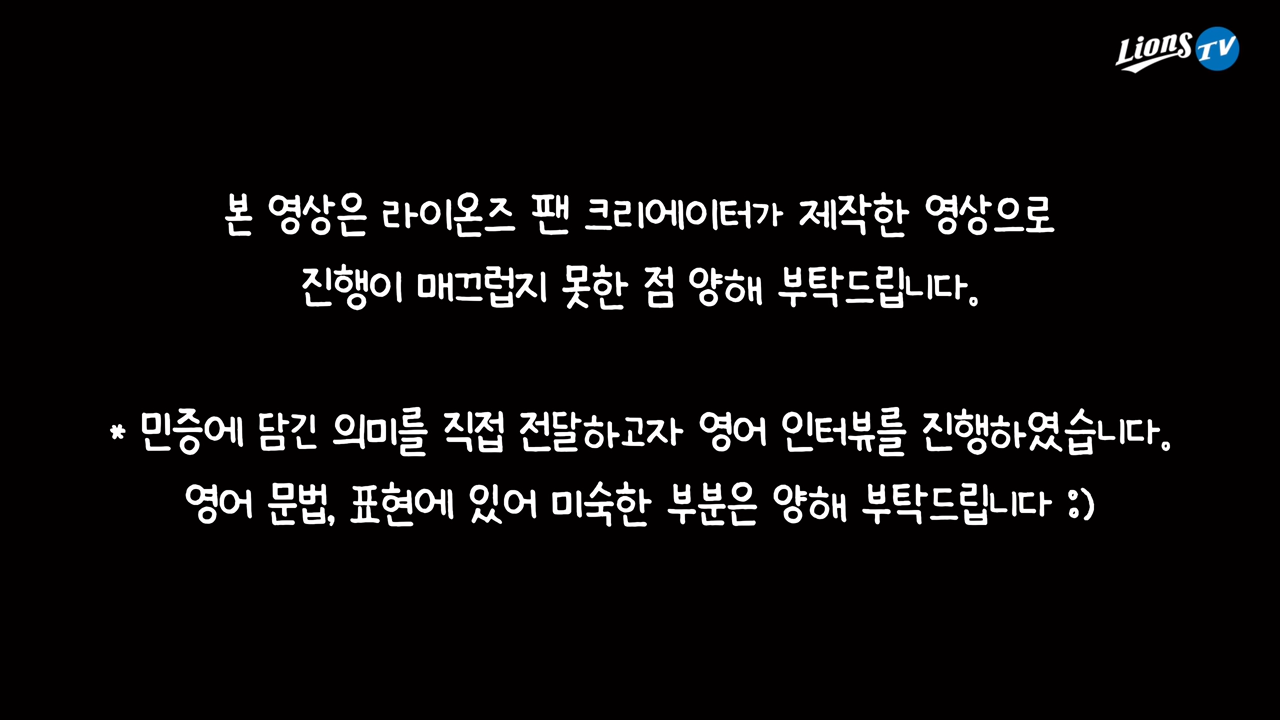 Lions TV
본 영상은 라이온즈 팬 크리에이터가 제작한 영상으로
진행이 매끄럽지 못한 점 양해 부탁드립니다.
* 민증에 담긴 의미를 직접 전달하고자 영어 인터뷰를 진행하였습니다.
영어 문법, 표현에 있어 미숙한 부분은 양해 부탁드립니다 :)